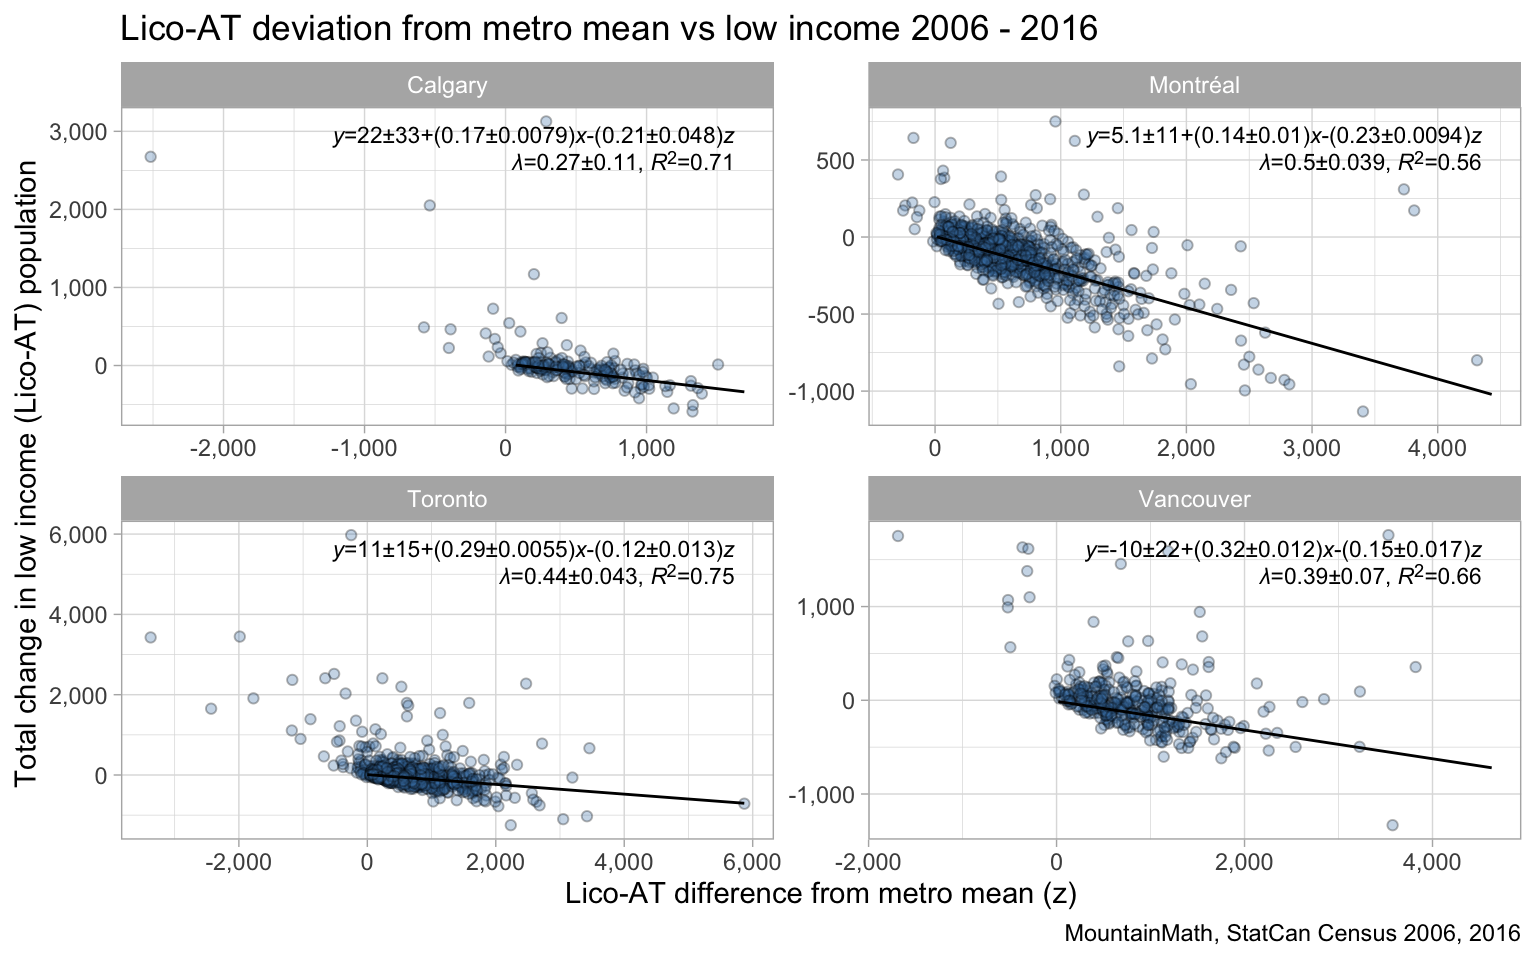 Lico-AT deviation from metro mean vs low income 2006 - 2016
Total change in low income (Lico-AT) population
Calgary
y=22±33+(0.17±0.0079)x-(0.21±0.048)z
λ=0.27±0.11, R²=0.71
3,000
2,000
1,000
0
-2,000 -1,000 0 1,000
Montréal
y=5.1±11+(0.14±0.01)x-(0.23±0.0094)z
λ=0.5±0.039, R²=0.56
500
0
-500
-1,000
0 1,000 2,000 3,000 4,000
Toronto
y=11±15+(0.29±0.0055)x-(0.12±0.013)z
λ=0.44±0.043, R²=0.75
6,000
4,000
2,000
0
-2,000 0 2,000 4,000 6,000
Vancouver
y=-10±22+(0.32±0.012)x-(0.15±0.017)z
λ=0.39±0.07, R²=0.66
1,000
0
-1,000
-2,000 0 2,000 4,000
Lico-AT difference from metro mean (z)
MountainMath, StatCan Census 2006, 2016